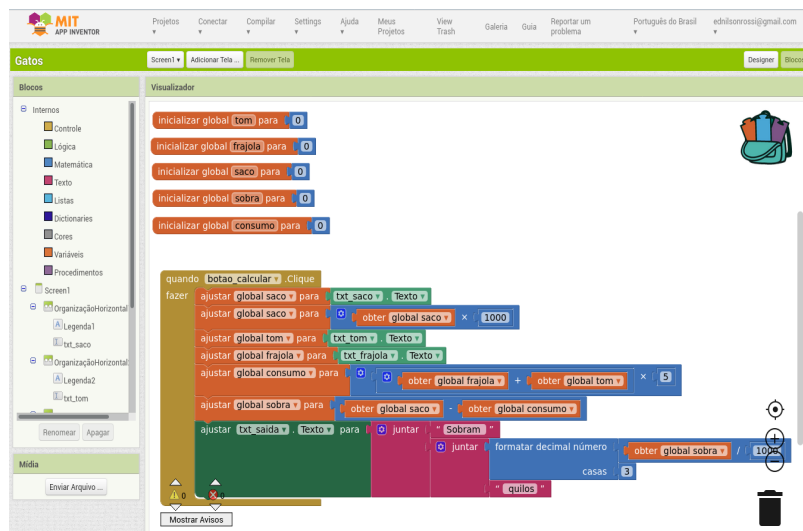 MIT
APP INVENTOR
Projetos
Conectar
Compilar
Settings
Ajuda
Meus
Projetos
View
Trash
Galeria
Guia
Reportar um
problema
Português do Brasil
ednilsonrossi@gmail.com
Gatos
Screen1
Adicionar Tela ...
Remover Tela
Designer
Blocos
Blocos
Visualizador
Internos
Controle
Lógica
Matemática
Texto
Listas
Dictionaries
Cores
Variáveis
Procedimentos
Screen1
OrganizaçãoHorizontal
Legenda1
txt_saco
OrganizaçãoHorizontal
Legenda2
txt_tom
Renomear Apagar
Mídia
Enviar Arquivo ...
inicializar global tom para 0
inicializar global frajola para 0
inicializar global saco para 0
inicializar global sobra para 0
inicializar global consumo para 0
quando botao_calcular .Clique
fazer ajustar global saco para txt_saco . Texto
ajustar global saco para obter global saco × 1000
ajustar global tom para txt_tom . Texto
ajustar global frajola para txt_frajola . Texto
ajustar global consumo para obter global frajola + obter global tom × 5
ajustar global sobra para obter global saco - obter global consumo
ajustar txt_saida . Texto para juntar " Sobram "
juntar formatar decimal número obter global sobra / 1000
casas 3
" quilos "
0 0
Mostrar Avisos